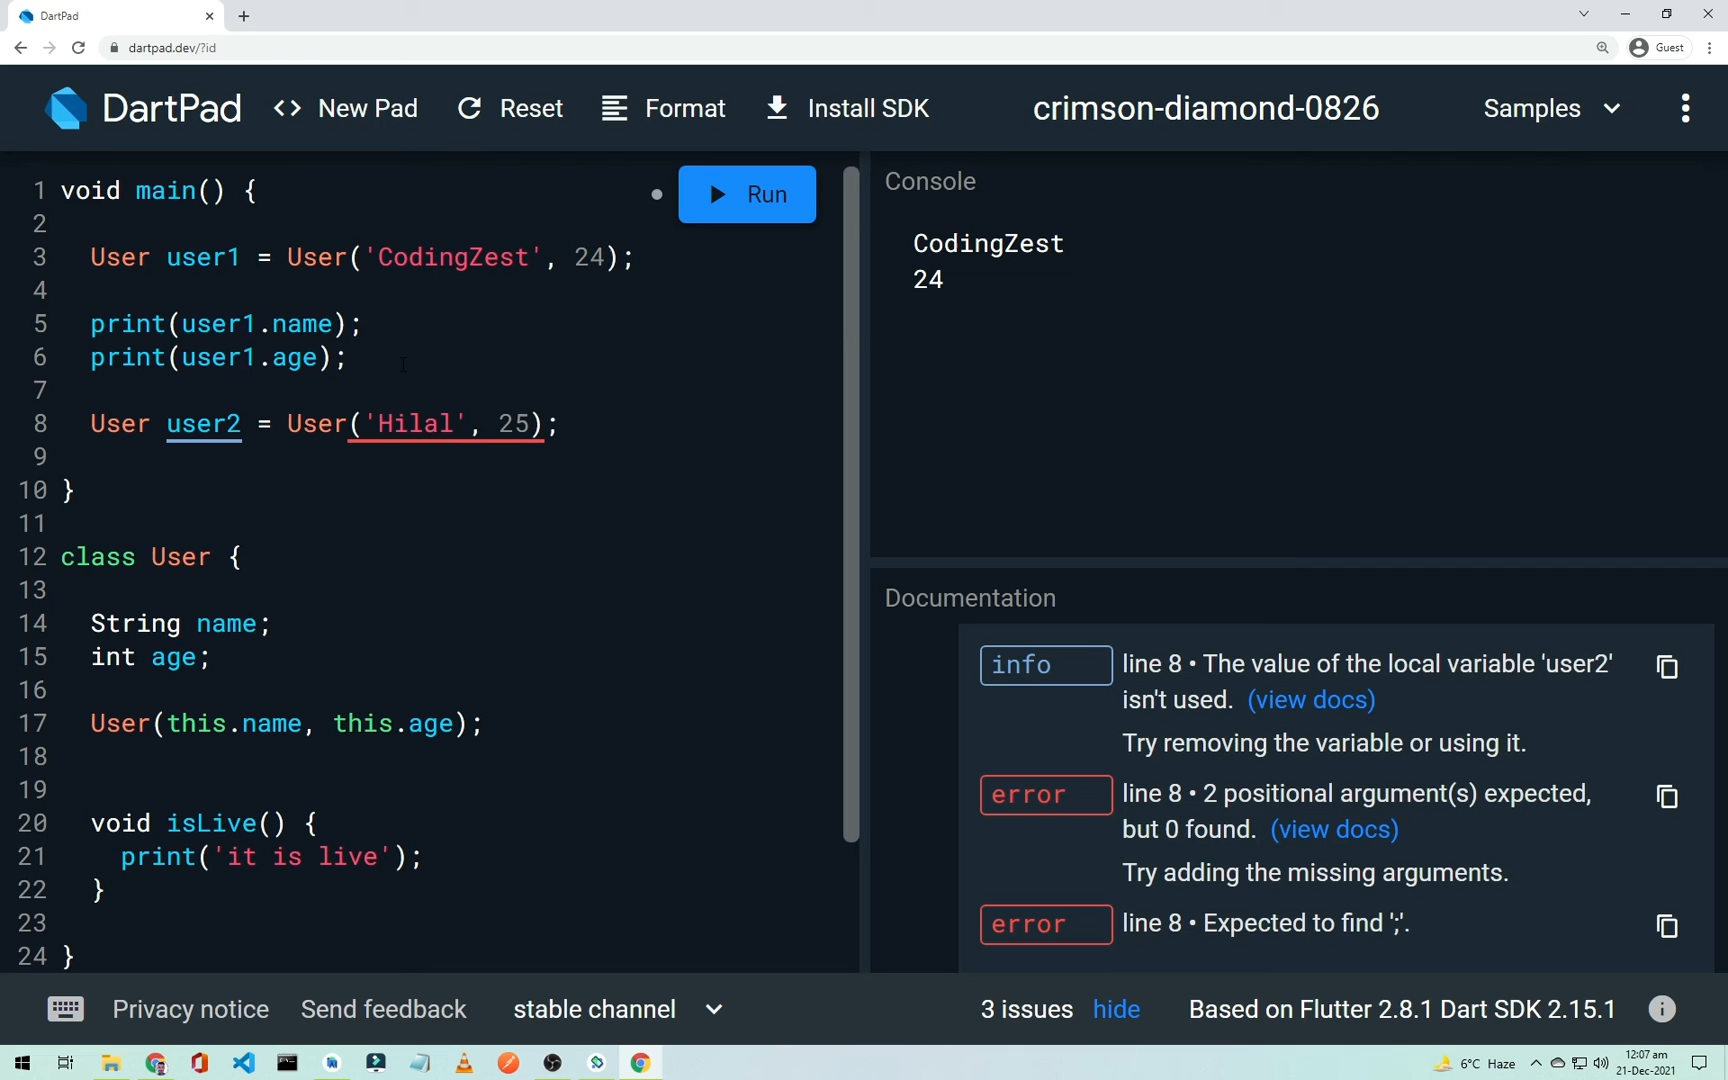 DartPad
dartpad.dev/?id
Guest
DartPad
<> New Pad
Reset
Format
Install SDK
crimson-diamond-0826
Samples
Run
1 void main() {
2
3 User user1 = User('CodingZest', 24);
4
5 print(user1.name);
6 print(user1.age);
7
8 User user2 = User('Hilal', 25);
9
10 }
11
12 class User {
13
14 String name;
15 int age;
16
17 User(this.name, this.age);
18
19
20 void isLive() {
21 print('it is live');
22 }
23
24 }
Console
CodingZest
24
Documentation
info line 8 • The value of the local variable 'user2'
isn't used. (view docs)
Try removing the variable or using it.
error line 8 • 2 positional argument(s) expected,
but 0 found. (view docs)
Try adding the missing arguments.
error line 8 • Expected to find ';'.
Privacy notice
Send feedback
stable channel
3 issues hide
Based on Flutter 2.8.1 Dart SDK 2.15.1
6°C Haze
12:07 am
21-Dec-2021